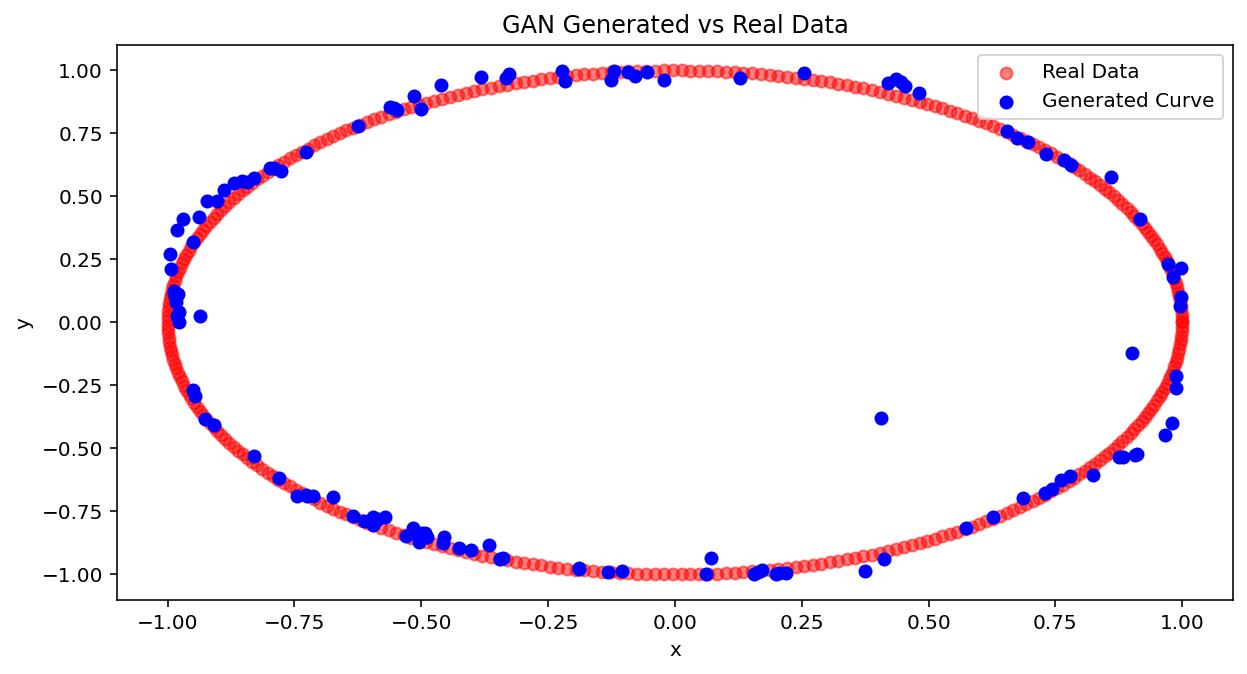 GAN Generated vs Real Data
1.00
0.75
0.50
0.25
0.00
−0.25
−0.50
−0.75
−1.00
y
Real Data
Generated Curve
−1.00 −0.75 −0.50 −0.25 0.00 0.25 0.50 0.75 1.00
x